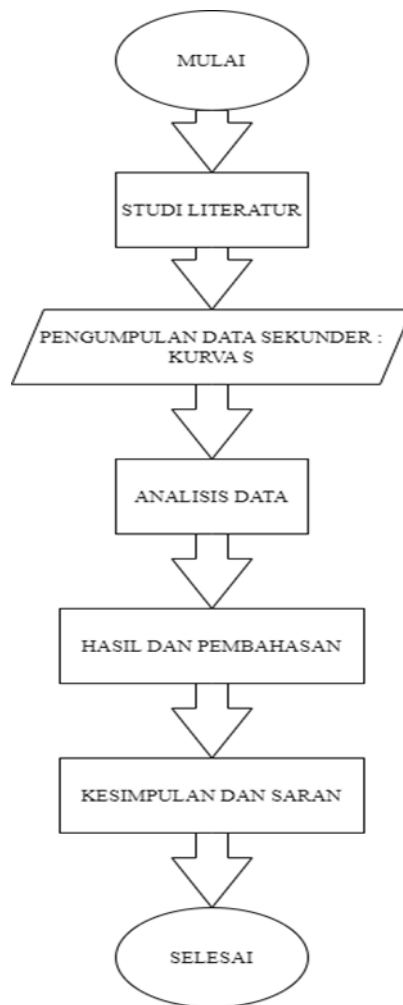 MULAI
STUDI LITERATUR
PENGUMPULAN DATA SEKUNDER :
KURVA S
ANALISIS DATA
HASIL DAN PEMBAHASAN
KESIMPULAN DAN SARAN
SELESAI